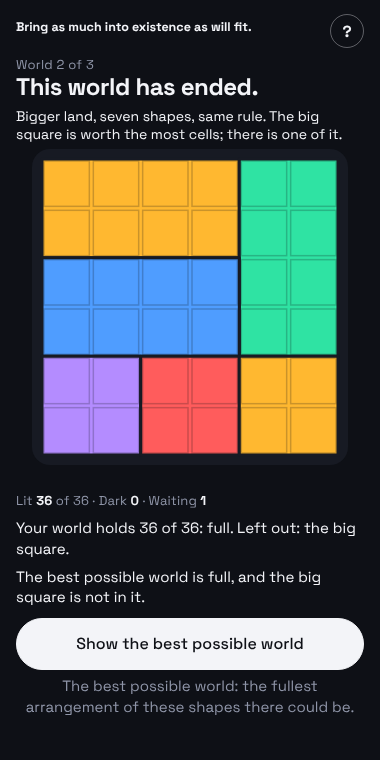 Bring as much into existence as will fit.
?
World 2 of 3
This world has ended.
Bigger land, seven shapes, same rule. The big
square is worth the most cells; there is one of it.
Lit 36 of 36 · Dark 0 · Waiting 1
Your world holds 36 of 36: full. Left out: the big
square.
The best possible world is full, and the big
square is not in it.
Show the best possible world
The best possible world: the fullest
arrangement of these shapes there could be.